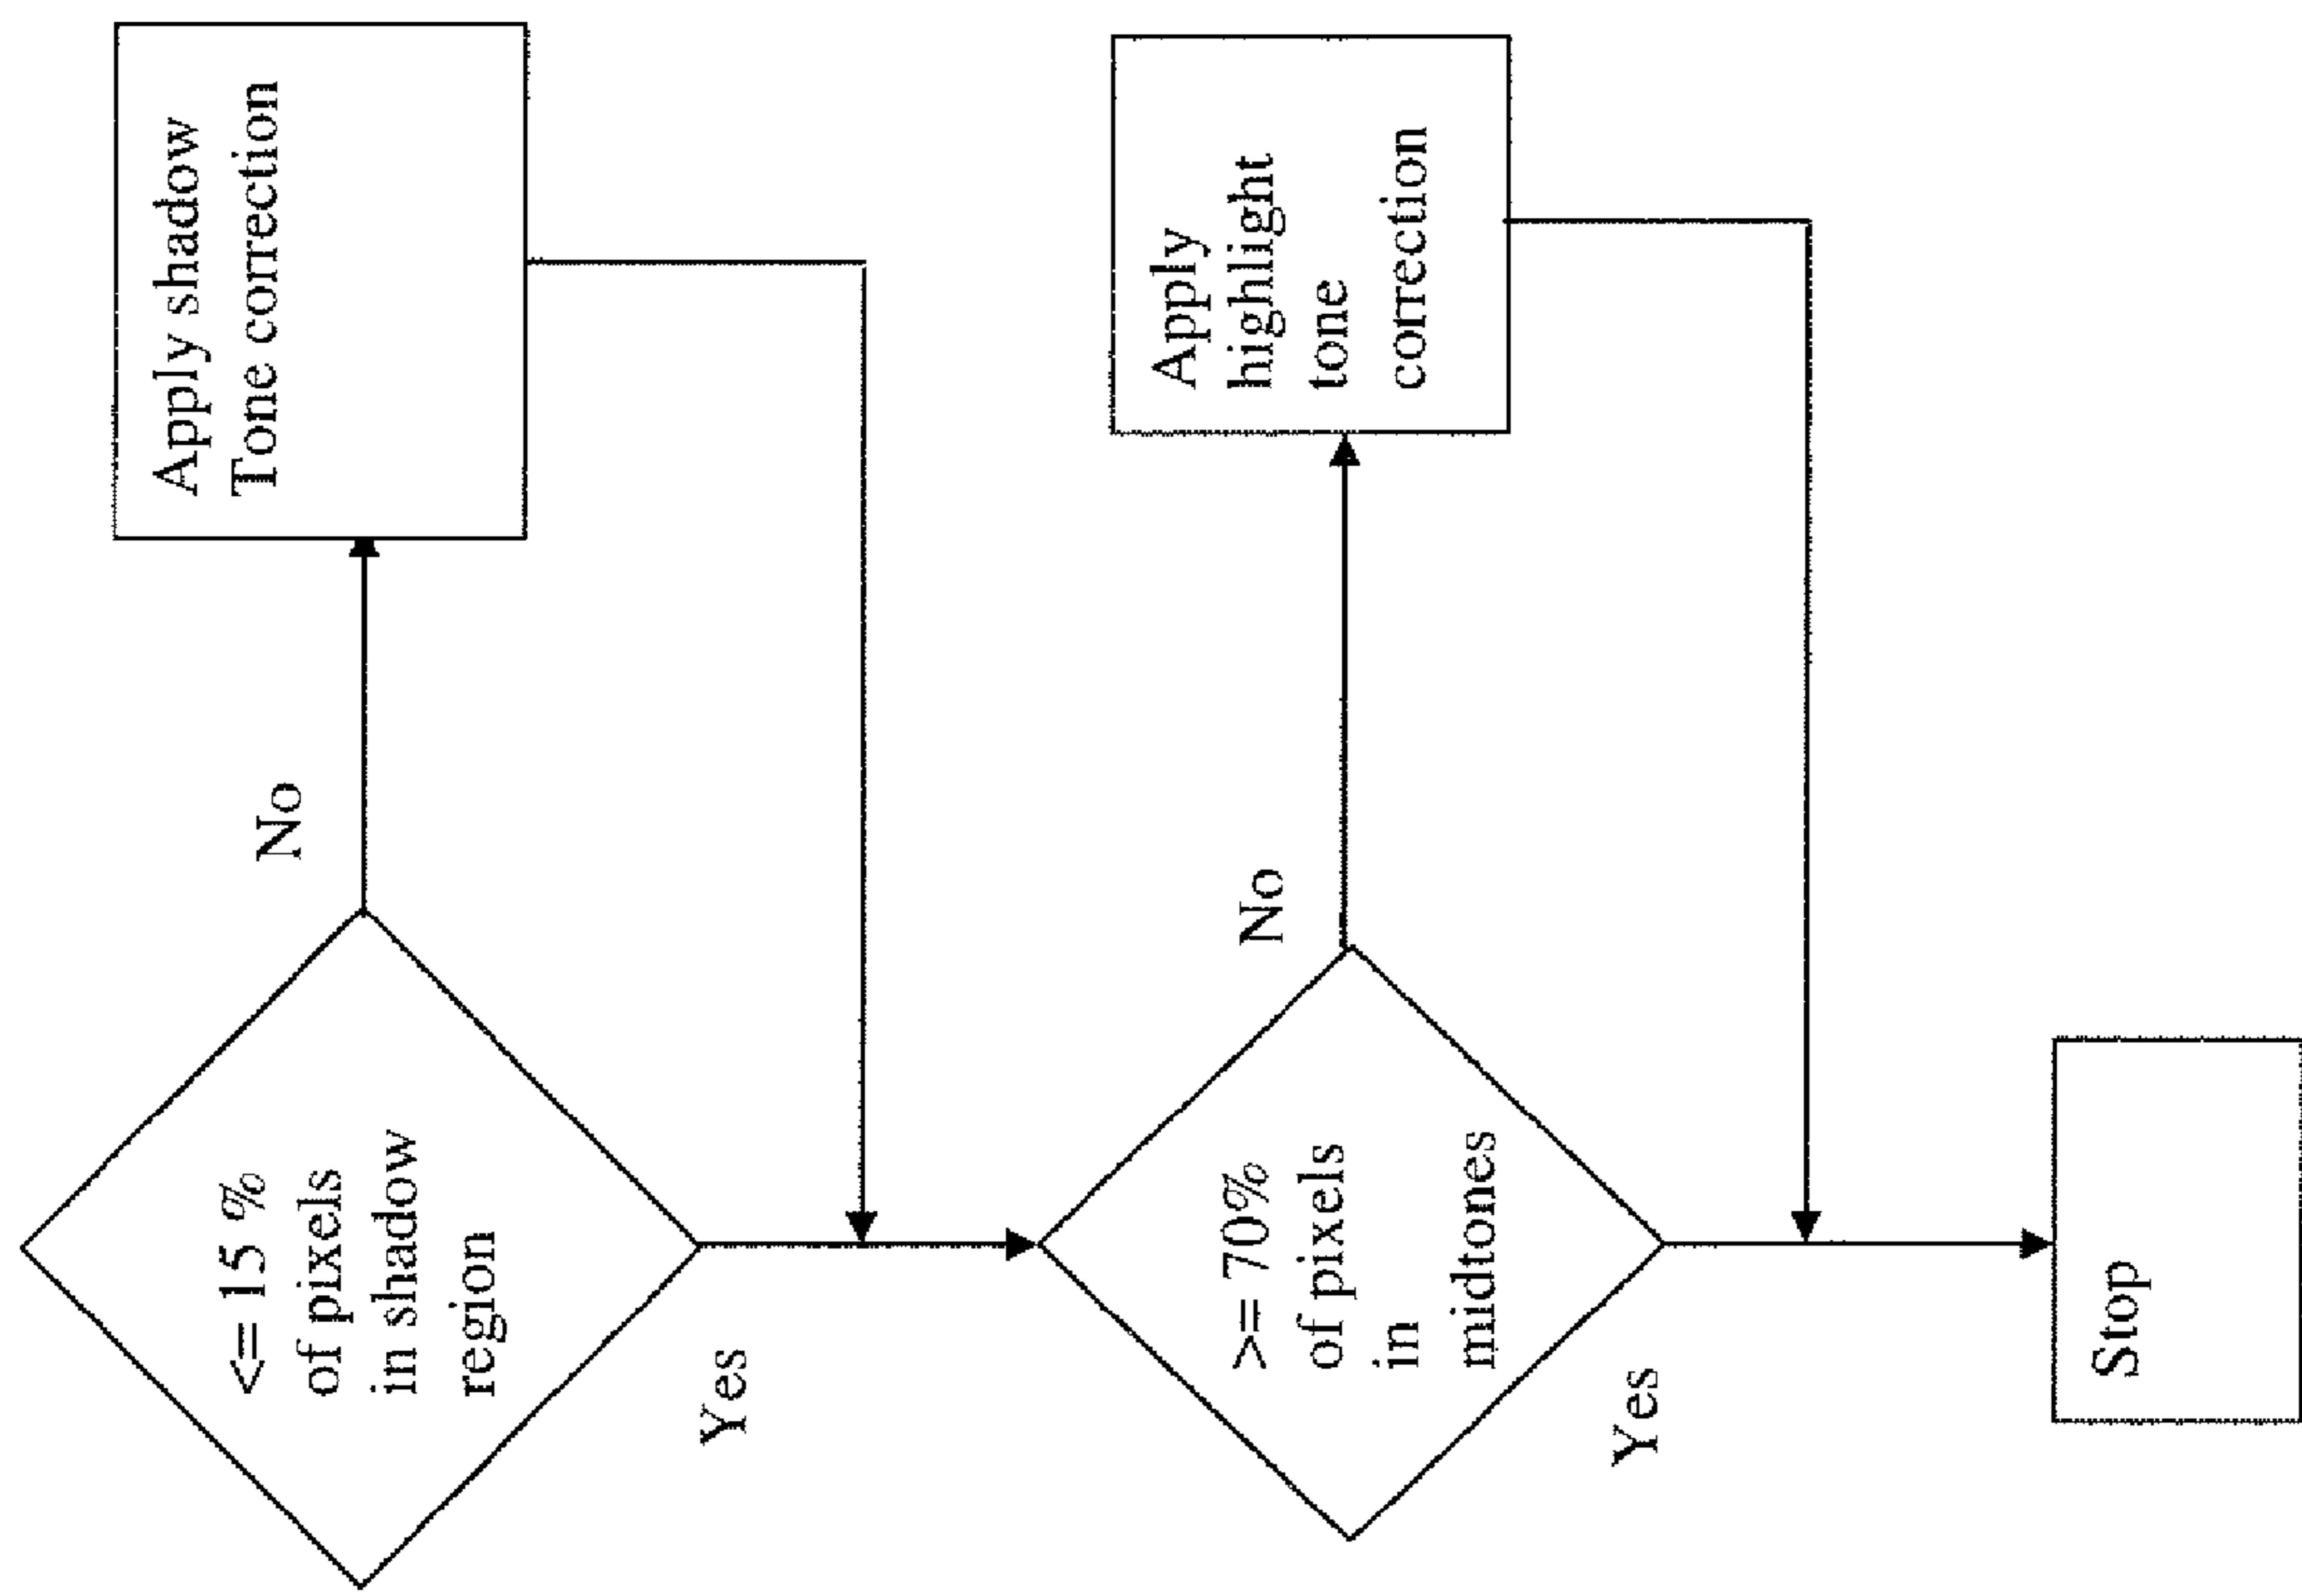 <= 15 %
of pixels
in shadow
region
No
Apply shadow
Tone correction
Yes
>= 70%
of pixels
in
midtones
No
Apply
highlight
tone
correction
Yes
Stop